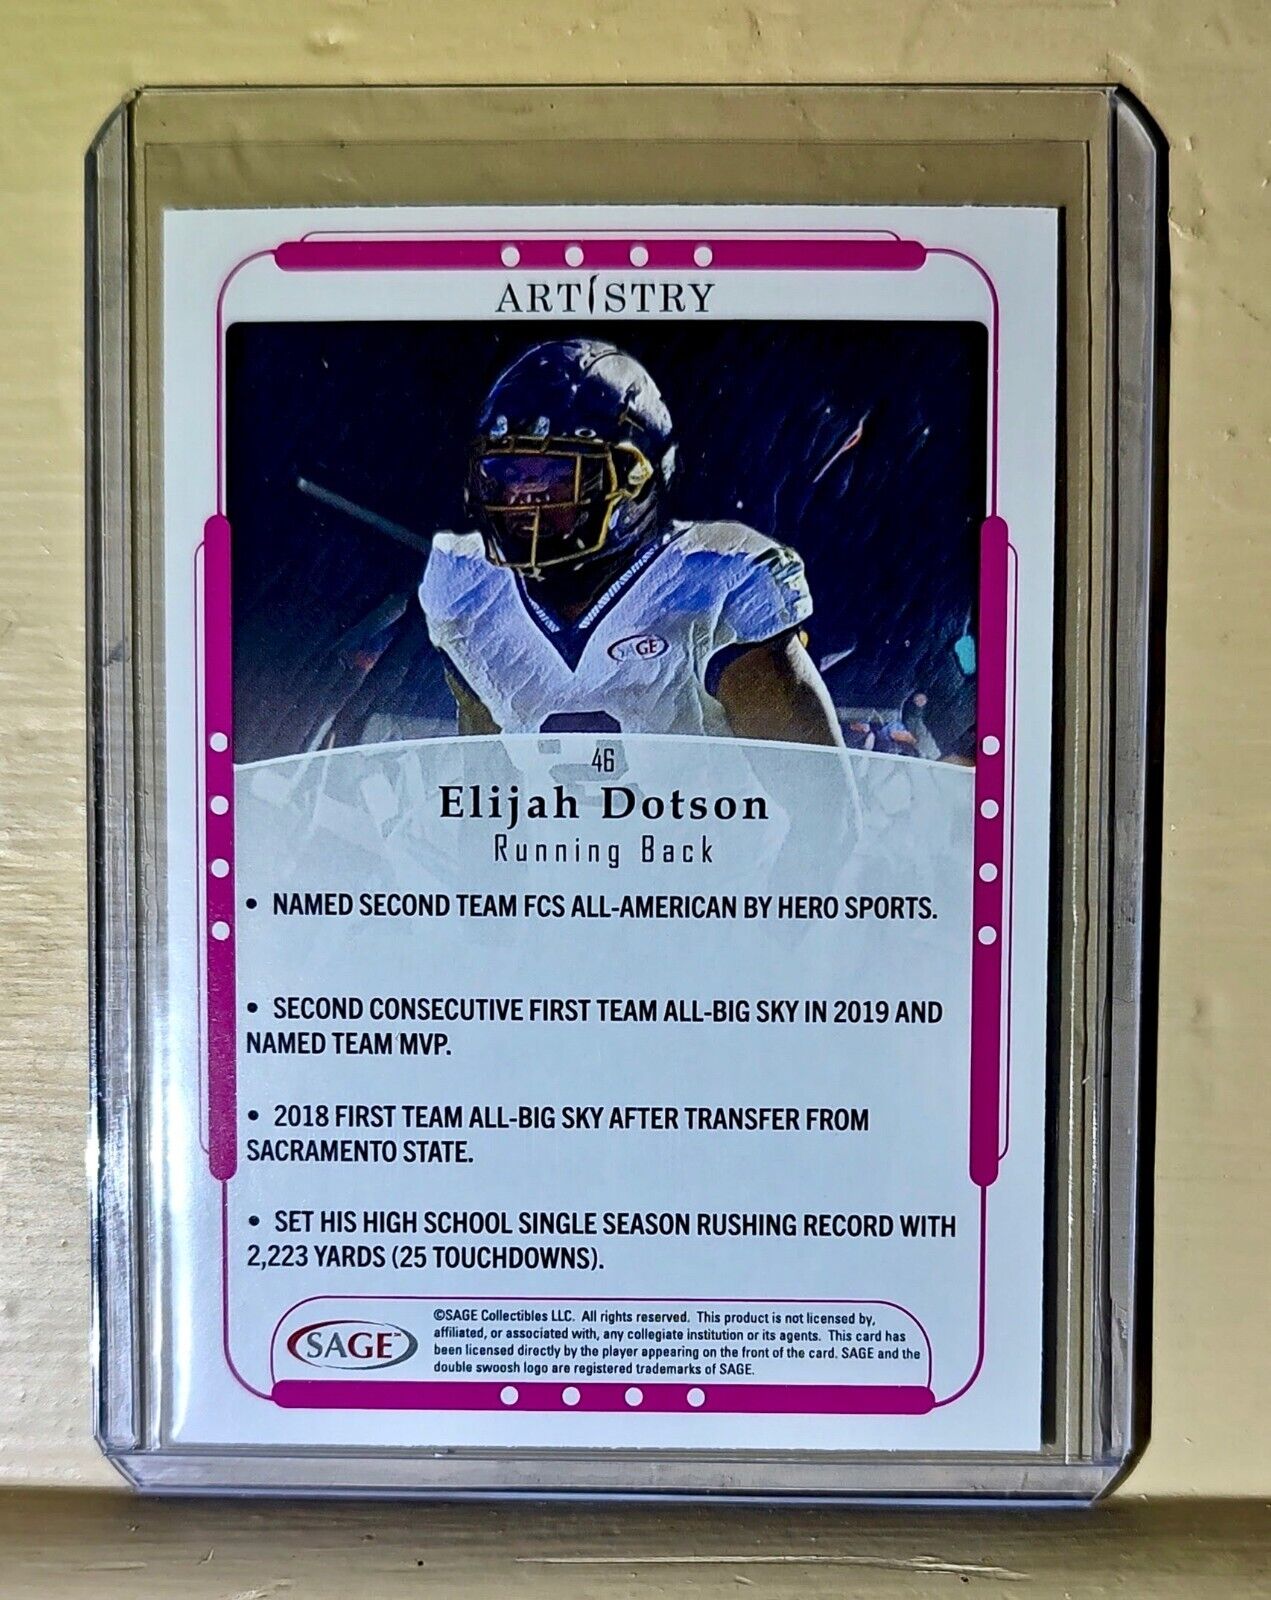 ARTISTRY
SAGE
46
Elijah Dotson
Running Back
• NAMED SECOND TEAM FCS ALL-AMERICAN BY HERO SPORTS.
• SECOND CONSECUTIVE FIRST TEAM ALL-BIG SKY IN 2019 AND
NAMED TEAM MVP.
• 2018 FIRST TEAM ALL-BIG SKY AFTER TRANSFER FROM
SACRAMENTO STATE.
• SET HIS HIGH SCHOOL SINGLE SEASON RUSHING RECORD WITH
2,223 YARDS (25 TOUCHDOWNS).
SAGE™
©SAGE Collectibles LLC. All rights reserved. This product is not licensed by,
affiliated, or associated with, any collegiate institution or its agents. This card has
been licensed directly by the player appearing on the front of the card. SAGE and the
double swoosh logo are registered trademarks of SAGE.